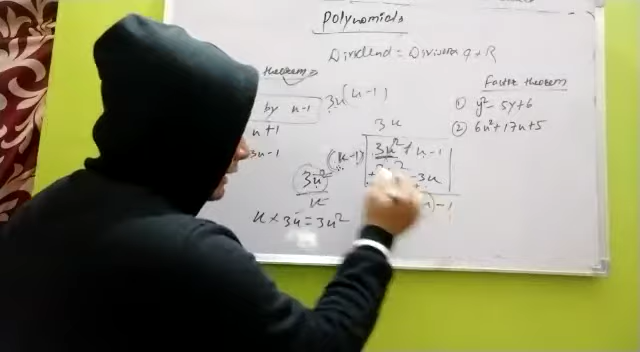 Polynomials
Dividend = Divisor q + R
theorem
by x-1
3x(x-1)
x+1
3x-1
3x
(x-1)
3x² + x - 1
-3x
-1
3x²
x
x × 3x = 3x²
Factor theorem
① y² - 5y + 6
② 6x² + 17x + 5